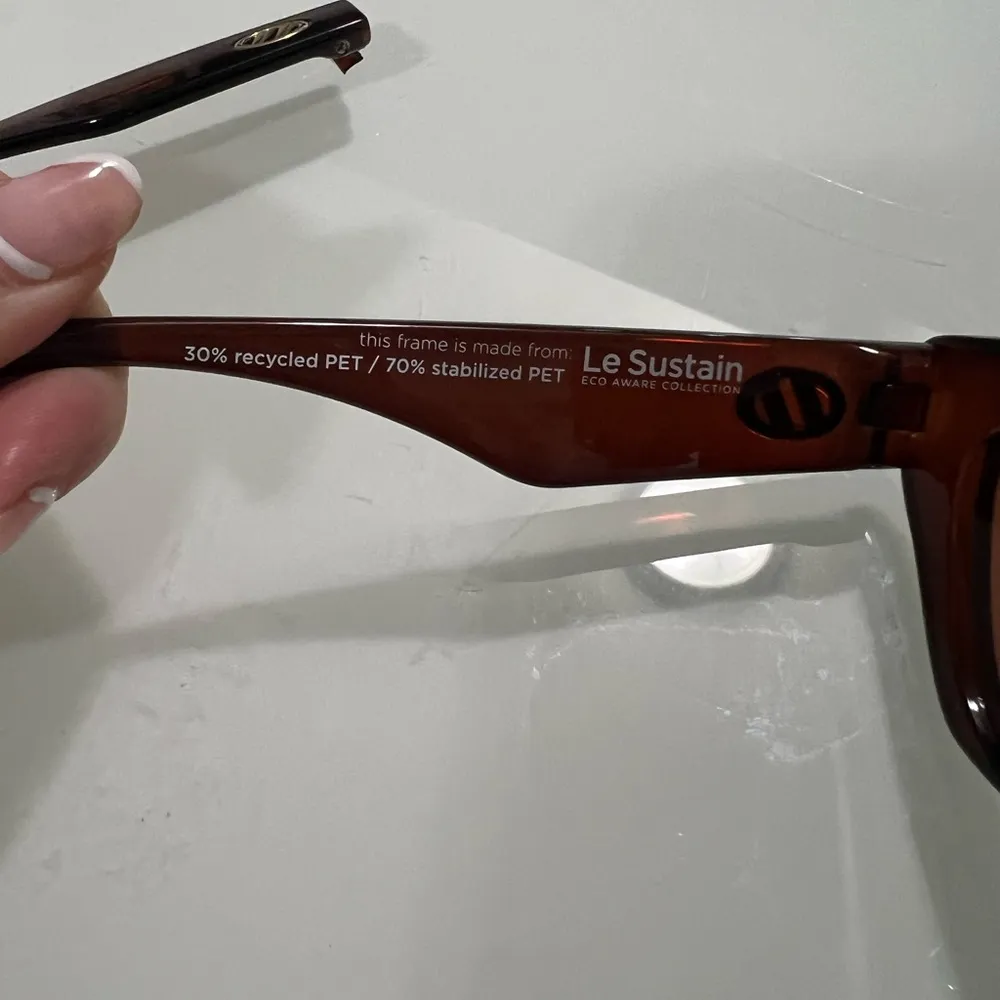 this frame is made from:
30% recycled PET / 70% stabilized PET
Le Sustain
ECO AWARE COLLECTION